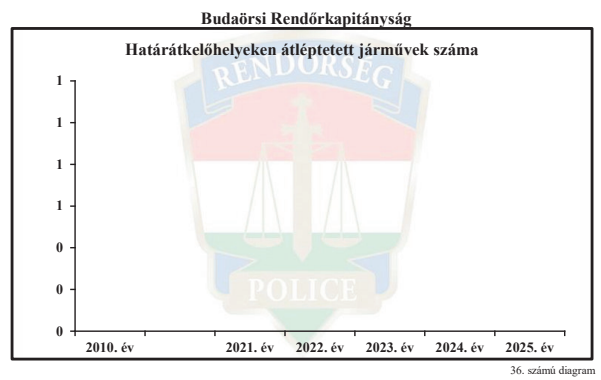 Budaörsi Rendőrkapitányság
Határátkelőhelyeken átléptetett járművek száma
RENDŐRSÉG
1
1
1
1
0
0
0
POLICE
2010. év 2021. év 2022. év 2023. év 2024. év 2025. év
36. számú diagram